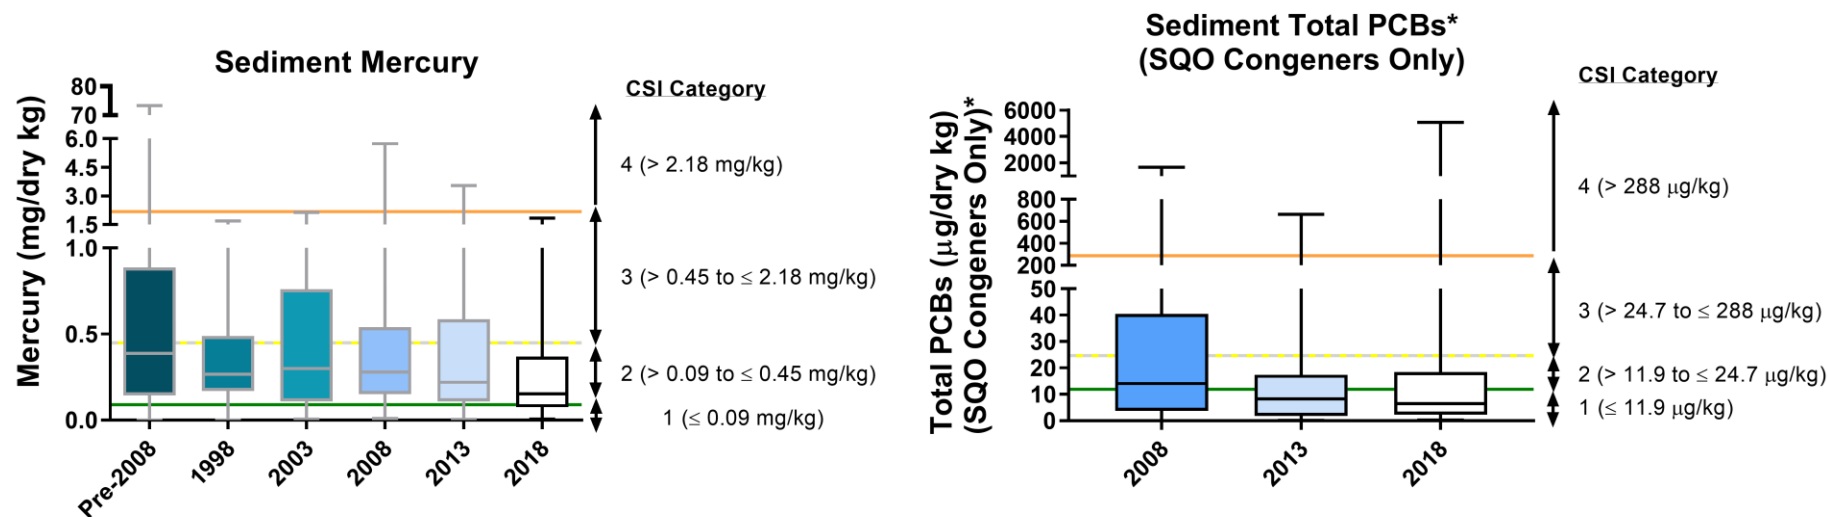 Sediment Mercury
Mercury (mg/dry kg)
80
70
6.0
4.5
3.0
1.5
1.0
0.5
0.0
Pre-2008
1998
2003
2008
2013
2018
CSI Category
4 (> 2.18 mg/kg)
3 (> 0.45 to ≤ 2.18 mg/kg)
2 (> 0.09 to ≤ 0.45 mg/kg)
1 (≤ 0.09 mg/kg)
Sediment Total PCBs*
(SQO Congeners Only)
Total PCBs (μg/dry kg)
(SQO Congeners Only)*
6000
4000
2000
800
600
400
200
50
40
30
20
10
0
2008
2013
2018
CSI Category
4 (> 288 μg/kg)
3 (> 24.7 to ≤ 288 μg/kg)
2 (> 11.9 to ≤ 24.7 μg/kg)
1 (≤ 11.9 μg/kg)